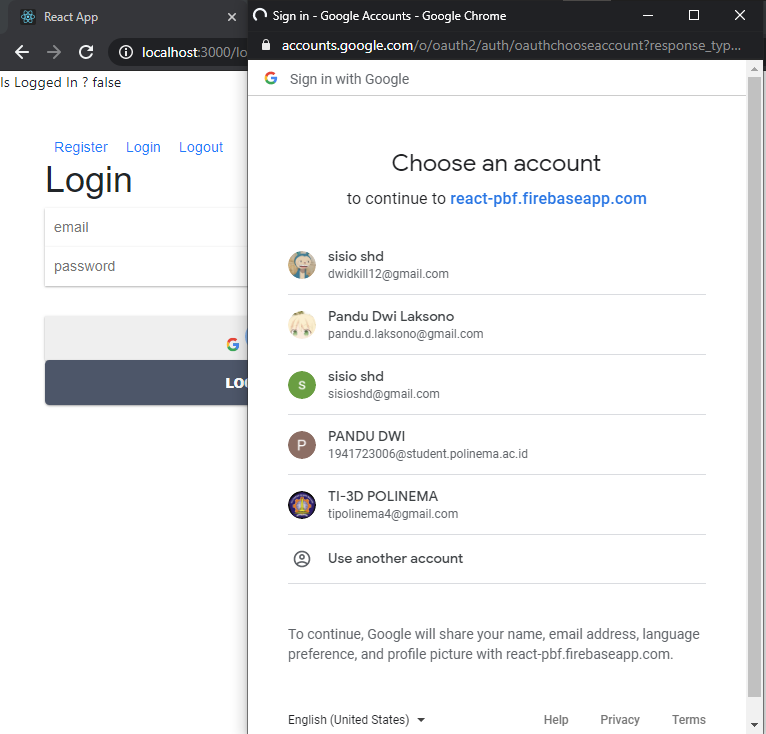 React App
localhost:3000/lo
Is Logged In ? false
Register Login Logout
Login
email
password
LOG
Sign in - Google Accounts - Google Chrome
accounts.google.com/o/oauth2/auth/oauthchooseaccount?response_typ...
Sign in with Google
Choose an account
to continue to react-pbf.firebaseapp.com
sisio shd
dwidkill12@gmail.com
Pandu Dwi Laksono
pandu.d.laksono@gmail.com
s
sisio shd
sisioshd@gmail.com
P
PANDU DWI
1941723006@student.polinema.ac.id
TI-3D POLINEMA
tipolinema4@gmail.com
Use another account
To continue, Google will share your name, email address, language
preference, and profile picture with react-pbf.firebaseapp.com.
English (United States) Help Privacy Terms